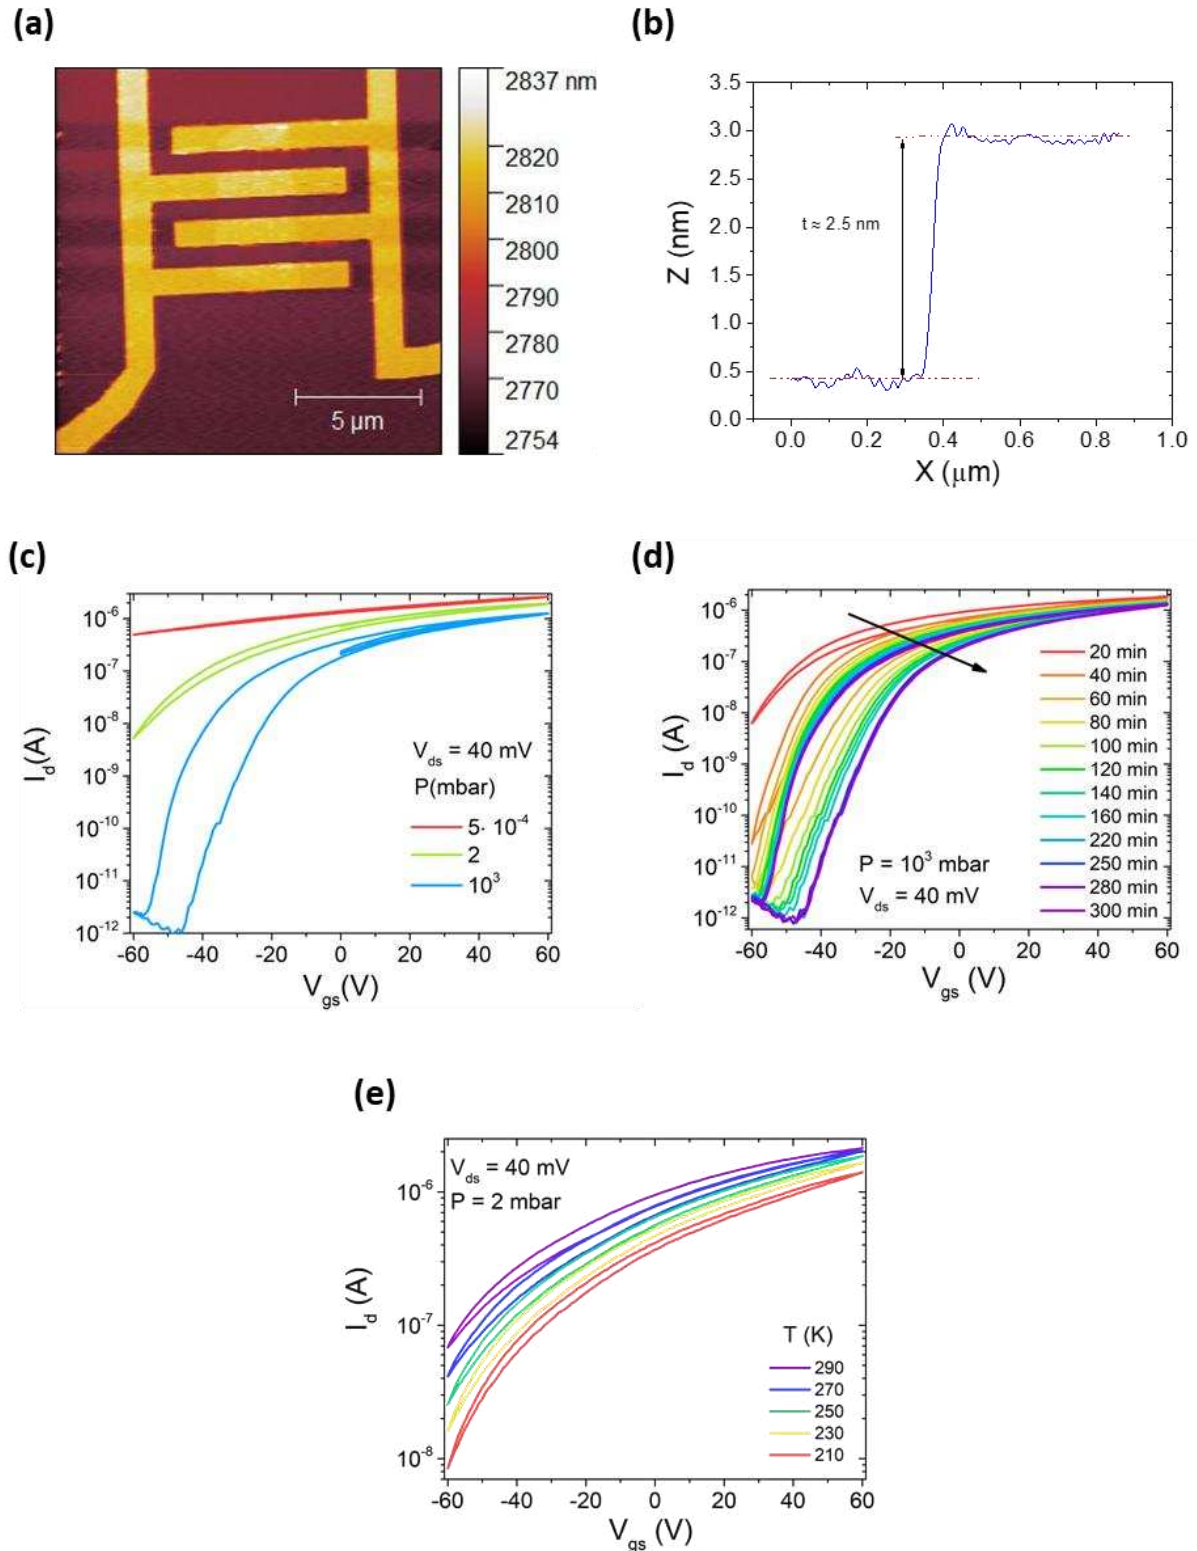 (a)
2837 nm
2820
2810
2800
2790
2780
2770
2754
5 µm
(b)
3.5
3.0
2.5
2.0
1.5
1.0
0.5
0.0
Z (nm)
t ≈ 2.5 nm
0.0 0.2 0.4 0.6 0.8 1.0
X (µm)
(c)
10⁻⁶
10⁻⁷
10⁻⁸
10⁻⁹
10⁻¹⁰
10⁻¹¹
10⁻¹²
I_d(A)
V_ds = 40 mV
P(mbar)
5· 10⁻⁴
2
10³
-60 -40 -20 0 20 40 60
V_gs(V)
(d)
10⁻⁶
10⁻⁷
10⁻⁸
10⁻⁹
10⁻¹⁰
10⁻¹¹
10⁻¹²
I_d (A)
20 min
40 min
60 min
80 min
100 min
120 min
140 min
160 min
220 min
250 min
280 min
300 min
P = 10³ mbar
V_ds = 40 mV
-60 -40 -20 0 20 40 60
V_gs (V)
(e)
V_ds = 40 mV
P = 2 mbar
10⁻⁶
10⁻⁷
10⁻⁸
I_d (A)
T (K)
290
270
250
230
210
-60 -40 -20 0 20 40 60
V_gs (V)